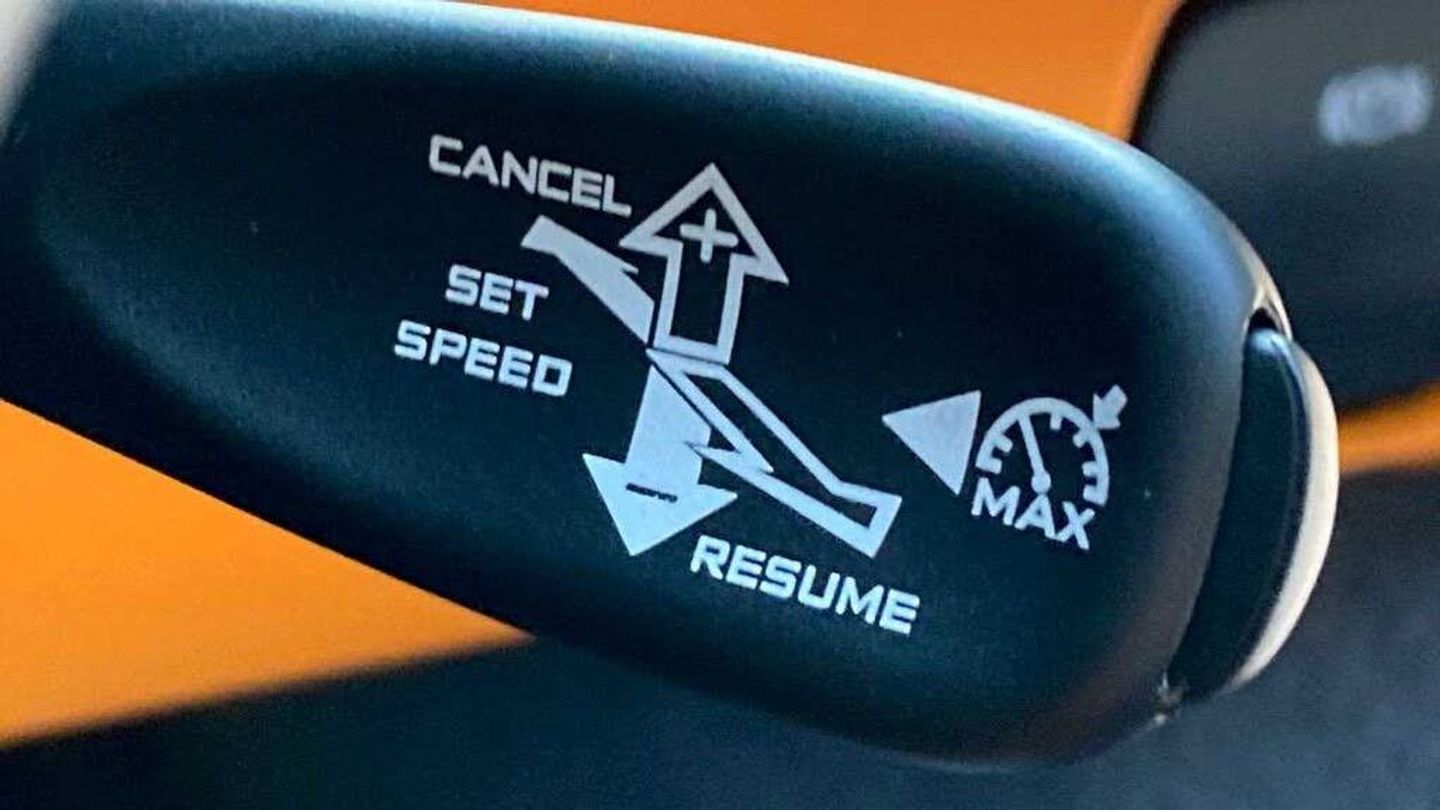 CANCEL
+
SET
SPEED
MAX
RESUME